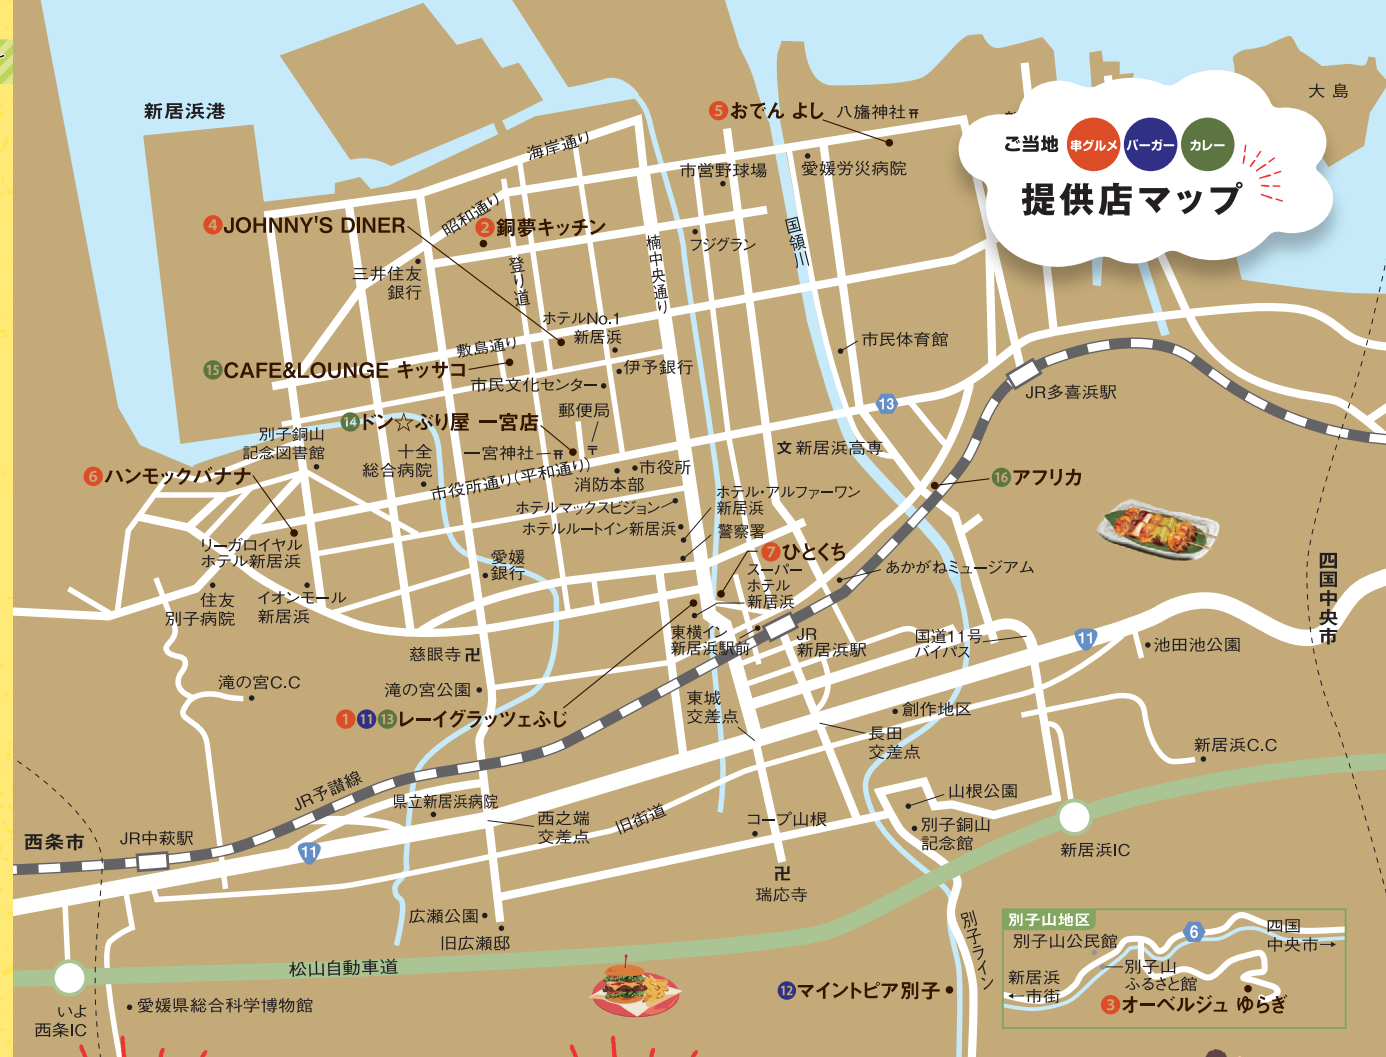 新居浜港
大島
ご当地
串グルメ
バーガー
カレー
提供店マップ
5 おでん よし
八旛神社
海岸通り
市営野球場
愛媛労災病院
4 JOHNNY'S DINER
昭和通り
2 銅夢キッチン
国領川
フジグラン
楠中央通り
登り道
三井住友
銀行
ホテルNo.1
新居浜
敷島通り
市民体育館
15 CAFE&LOUNGE キッサコ
伊予銀行
市民文化センター
JR多喜浜駅
13
郵便局
14 ドン☆ぶり屋 一宮店
別子銅山
記念図書館
十全
総合病院
一宮神社
新居浜高専
市役所
市役所通り(平和通り)
消防本部
6 ハンモックバナナ
16 アフリカ
ホテル・アルファーワン
新居浜
ホテルマックスビジョン
ホテルルートイン新居浜
警察署
リーガロイヤル
ホテル新居浜
7 ひとくち
スーパー
ホテル
新居浜
愛媛
銀行
あかがねミュージアム
四国中央市
住友
別子病院
イオンモール
新居浜
東横イン
新居浜駅前
JR
新居浜駅
国道11号
バイパス
11
池田池公園
慈眼寺
滝の宮C.C
滝の宮公園
東城
交差点
創作地区
1 11 13 レーイグラッツェふじ
長田
交差点
新居浜C.C
JR予讃線
県立新居浜病院
山根公園
西之端
交差点
旧街道
コープ山根
別子銅山
記念館
西条市
JR中萩駅
11
新居浜IC
瑞応寺
広瀬公園
旧広瀬邸
別子ライン
別子山地区
別子山公民館
6
四国
中央市→
松山自動車道
別子山
ふるさと館
新居浜
←市街
12 マイントピア別子
3 オーベルジュ ゆらぎ
愛媛県総合科学博物館
いよ
西条IC